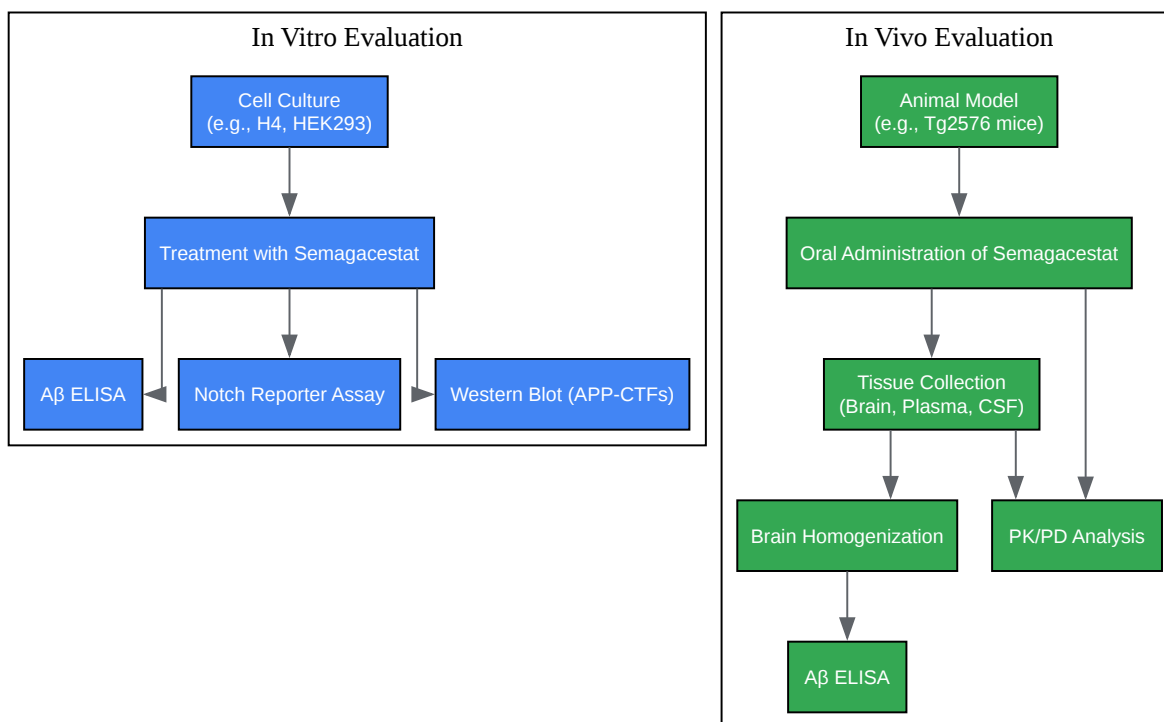 In Vitro Evaluation
Cell Culture
(e.g., H4, HEK293)
Treatment with Semagacestat
Aβ ELISA
Notch Reporter Assay
Western Blot (APP-CTFs)
In Vivo Evaluation
Animal Model
(e.g., Tg2576 mice)
Oral Administration of Semagacestat
Tissue Collection
(Brain, Plasma, CSF)
Brain Homogenization
PK/PD Analysis
Aβ ELISA